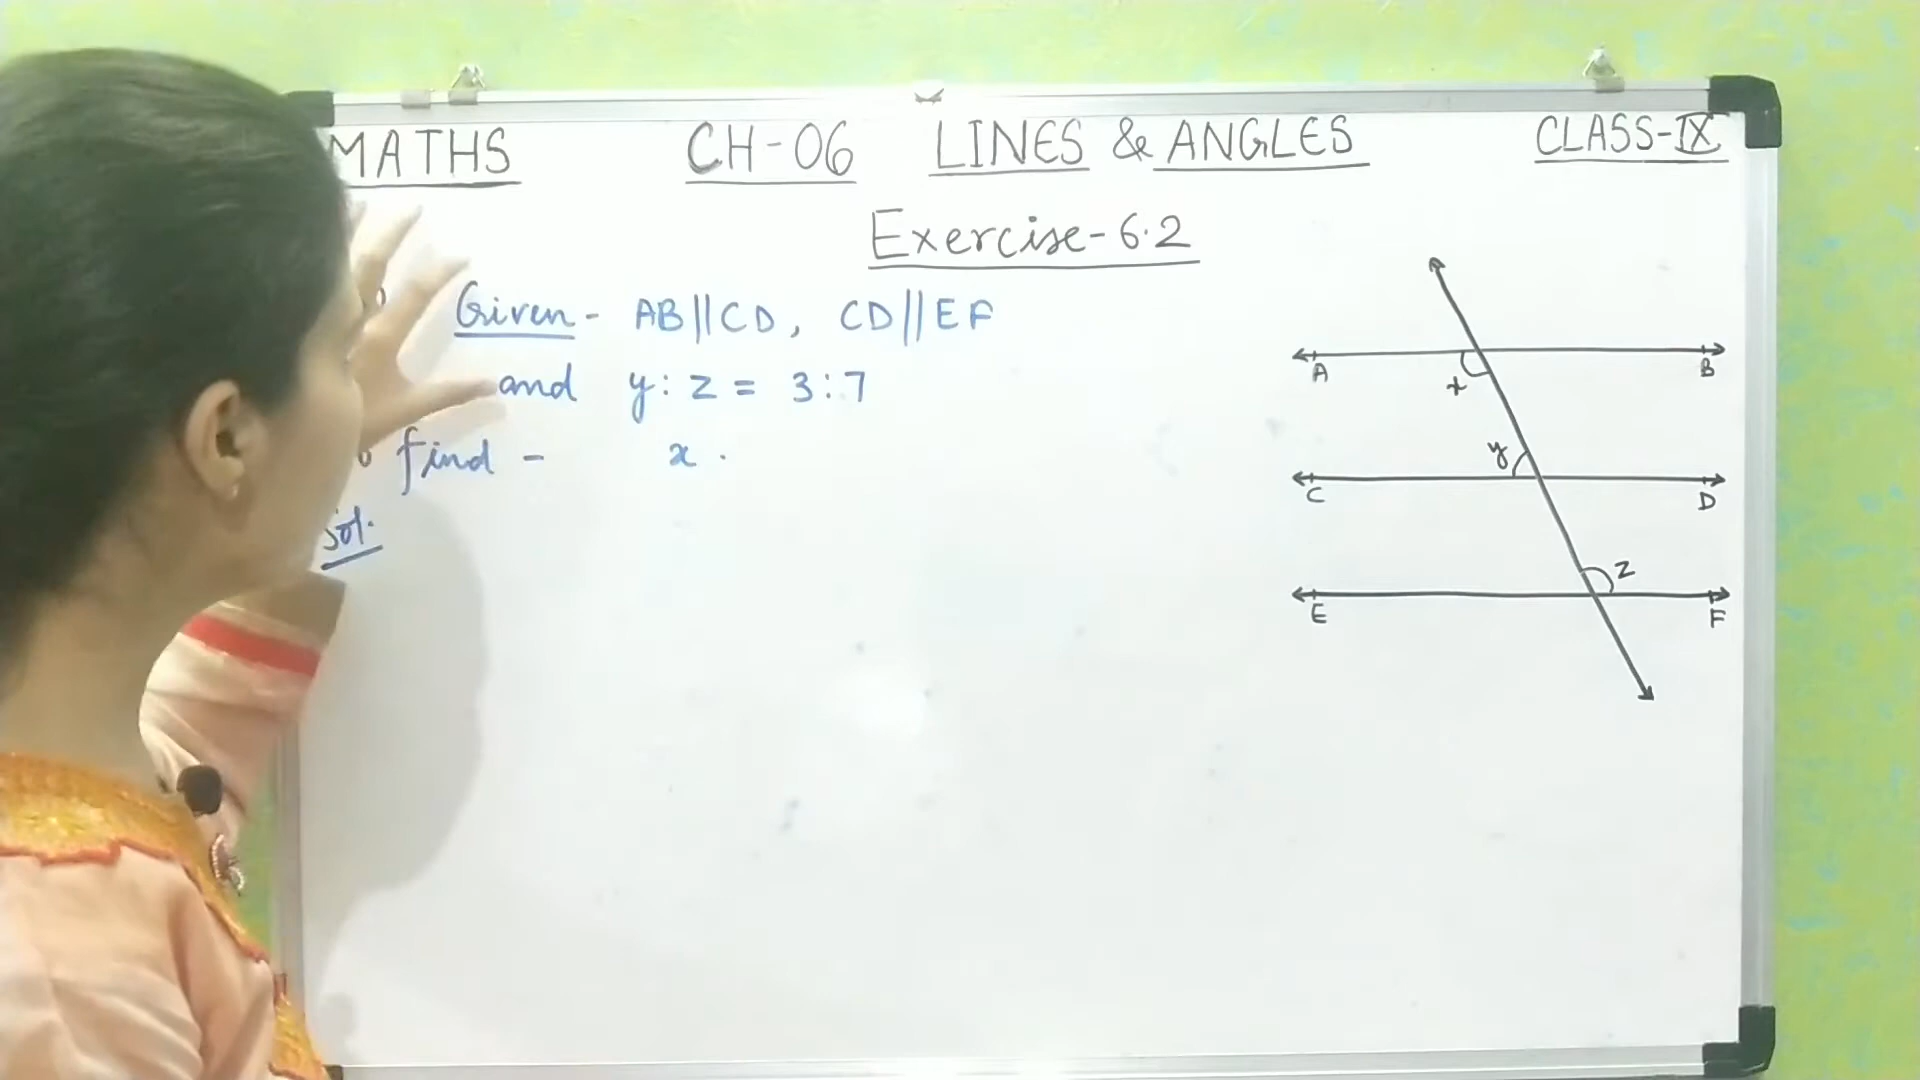 MATHS CH-06 LINES & ANGLES CLASS-IX
Exercise-6.2
Given - AB||CD, CD||EF
and y:z = 3:7
find - x.
Sol.
A B
x
y
C D
z
E F